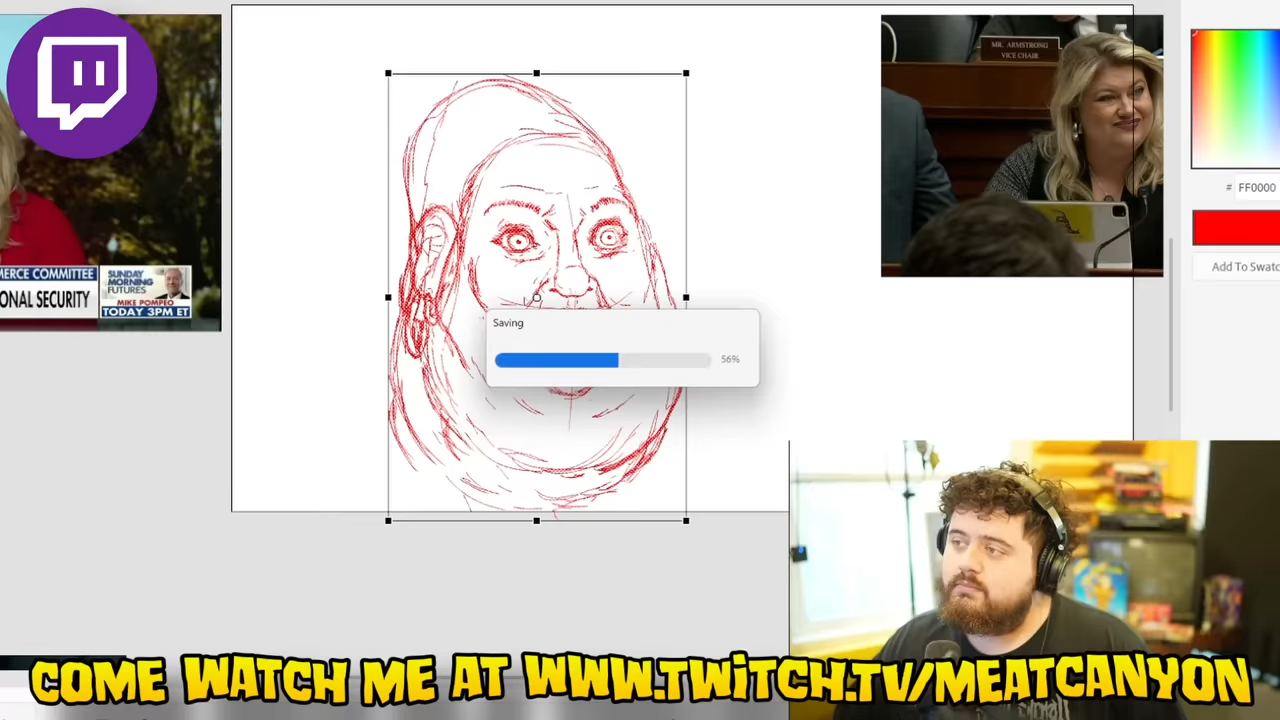 MR. ARMSTRONG
VICE CHAIR
# FF0000
Add To Swatc
MERCE COMMITTEE
ONAL SECURITY
SUNDAY
MORNING
FUTURES
MIKE POMPEO
TODAY 3PM ET
Saving
56%
COME WATCH ME AT WWW.TWITCH.TV/MEATCANYON